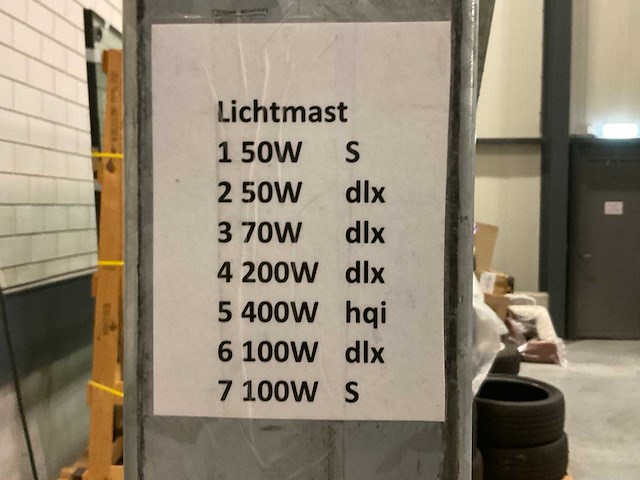 Lichtmast
1 50W S
2 50W dlx
3 70W dlx
4 200W dlx
5 400W hqi
6 100W dlx
7 100W S